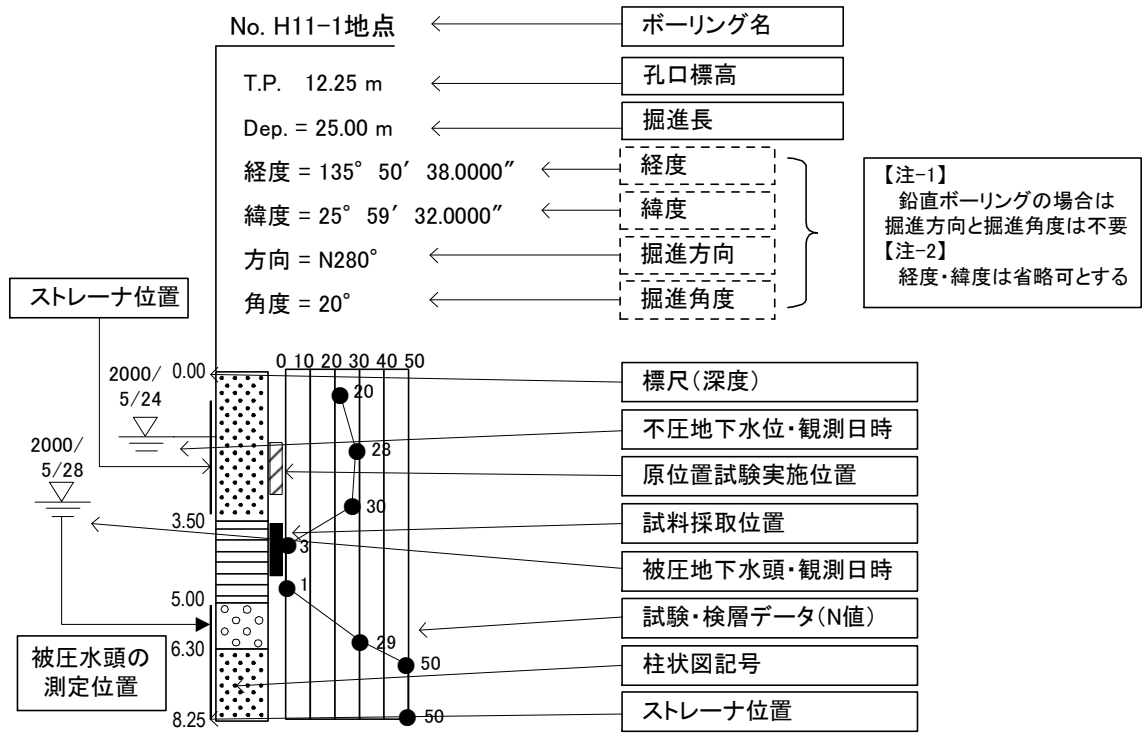 No. H11-1地点
ボーリング名
T.P. 12.25 m
孔口標高
Dep. = 25.00 m
掘進長
経度 = 135° 50′ 38.0000″
経度
緯度 = 25° 59′ 32.0000″
緯度
方向 = N280°
掘進方向
角度 = 20°
掘進角度
【注-1】
鉛直ボーリングの場合は
掘進方向と掘進角度は不要
【注-2】
経度・緯度は省略可とする
ストレーナ位置
0 10 20 30 40 50
2000/
5/24
2000/
5/28
0.00
3.50
5.00
6.30
8.25
20
28
30
3
1
29
50
50
標尺(深度)
不圧地下水位・観測日時
原位置試験実施位置
試料採取位置
被圧地下水頭・観測日時
試験・検層データ(N値)
柱状図記号
ストレーナ位置
被圧水頭の
測定位置